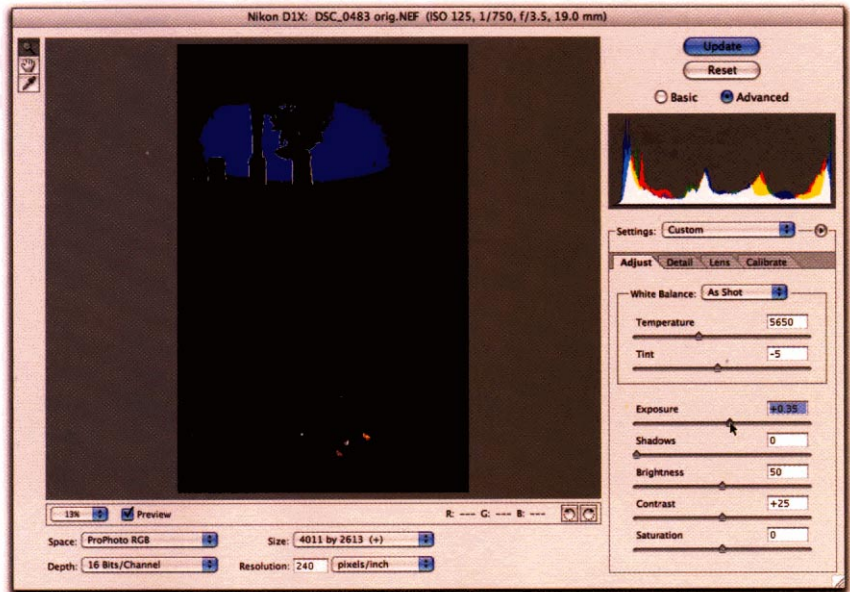 Nikon D1X: DSC_0483 orig.NEF (ISO 125, 1/750, f/3.5, 19.0 mm)
Update
Reset
Basic Advanced
Settings: Custom
Adjust Detail Lens Calibrate
White Balance: As Shot
Temperature 5650
Tint -5
Exposure +0.35
Shadows 0
Brightness 50
Contrast +25
Saturation 0
13% Preview R: --- G: --- B: ---
Space: ProPhoto RGB Size: 4011 by 2613 (+)
Depth: 16 Bits/Channel Resolution: 240 pixels/inch